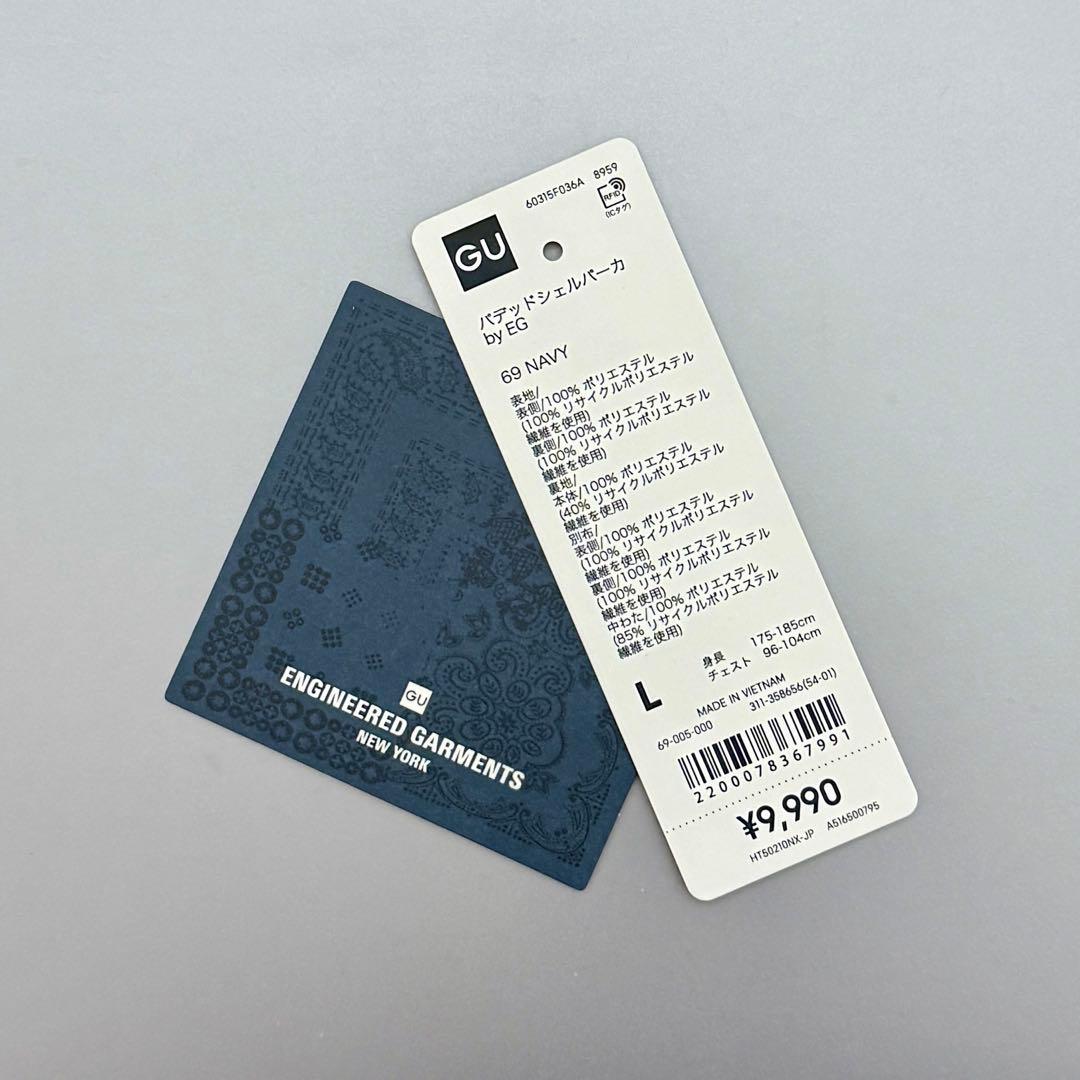 60315F036A 8959
RFID
(ICタグ)
GU
パデッドシェルパーカ
by EG
69 NAVY
表地/
表側/100% ポリエステル
(100% リサイクルポリエステル
繊維を使用)
裏側/100% ポリエステル
(100% リサイクルポリエステル
繊維を使用)
裏地/
本体/100% ポリエステル
(40% リサイクルポリエステル
繊維を使用)
別布/
表側/100% ポリエステル
(100% リサイクルポリエステル
繊維を使用)
裏側/100% ポリエステル
(100% リサイクルポリエステル
繊維を使用)
中わた/100% ポリエステル
(85% リサイクルポリエステル
繊維を使用)
L
身長 175-185cm
チェスト 96-104cm
MADE IN VIETNAM
69-005-000 311-358656(54-01)
2200078367991
¥9,990
HT50210NX-JP A516500795
GU
ENGINEERED GARMENTS
NEW YORK